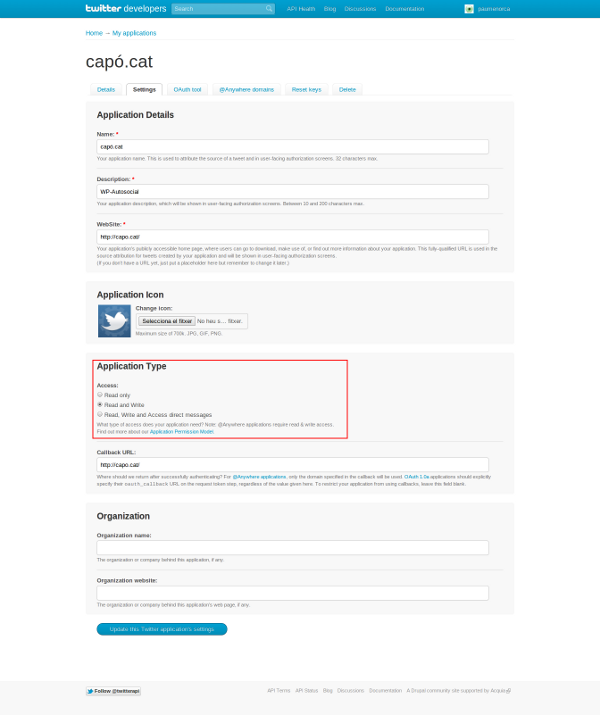 twitter developers
Search
API Health Blog Discussions Documentation
Home → My applications
capó.cat
Details Settings OAuth tool @Anywhere domains Reset keys Delete
Application Details
Name: *
capó.cat
Your application name. This is used to attribute the source of a tweet and in user-facing authorization screens. 32 characters max.
Description: *
WP-Autosocial
Your application description, which will be shown in user-facing authorization screens. Between 10 and 200 characters max.
WebSite: *
http://capo.cat/
Your application's publicly accessible home page, where users can go to download, make use of, or find out more information about your application. This fully-qualified URL is used in the
source attribution for tweets created by your application and will be shown in user-facing authorization screens.
(If you don't have a URL yet, just put a placeholder here but remember to change it later.)
Application Icon
Change icon:
Selecciona el fitxer No heu s… fitxer.
Maximum size of 700k. JPG, GIF, PNG.
Application Type
Access:
Read only
Read and Write
Read, Write and Access direct messages
What type of access does your application need? Note: @Anywhere applications require read & write access.
Find out more about our Application Permission Model.
Callback URL:
http://capo.cat/
Where should we return after successfully authenticating? For @Anywhere applications, only the domain specified in the callback will be used. OAuth 1.0a applications should explicitly
specify their oauth_callback URL on the request token step, regardless of the value given here. To restrict your application from using callbacks, leave this field blank.
Organization
Organization name:
The organization or company behind this application, if any.
Organization website:
The organization or company behind this application's web page, if any.
Update this Twitter application's settings
Follow @twitterapi
API Terms API Status Blog Discussions Documentation A Drupal community site supported by Acquia